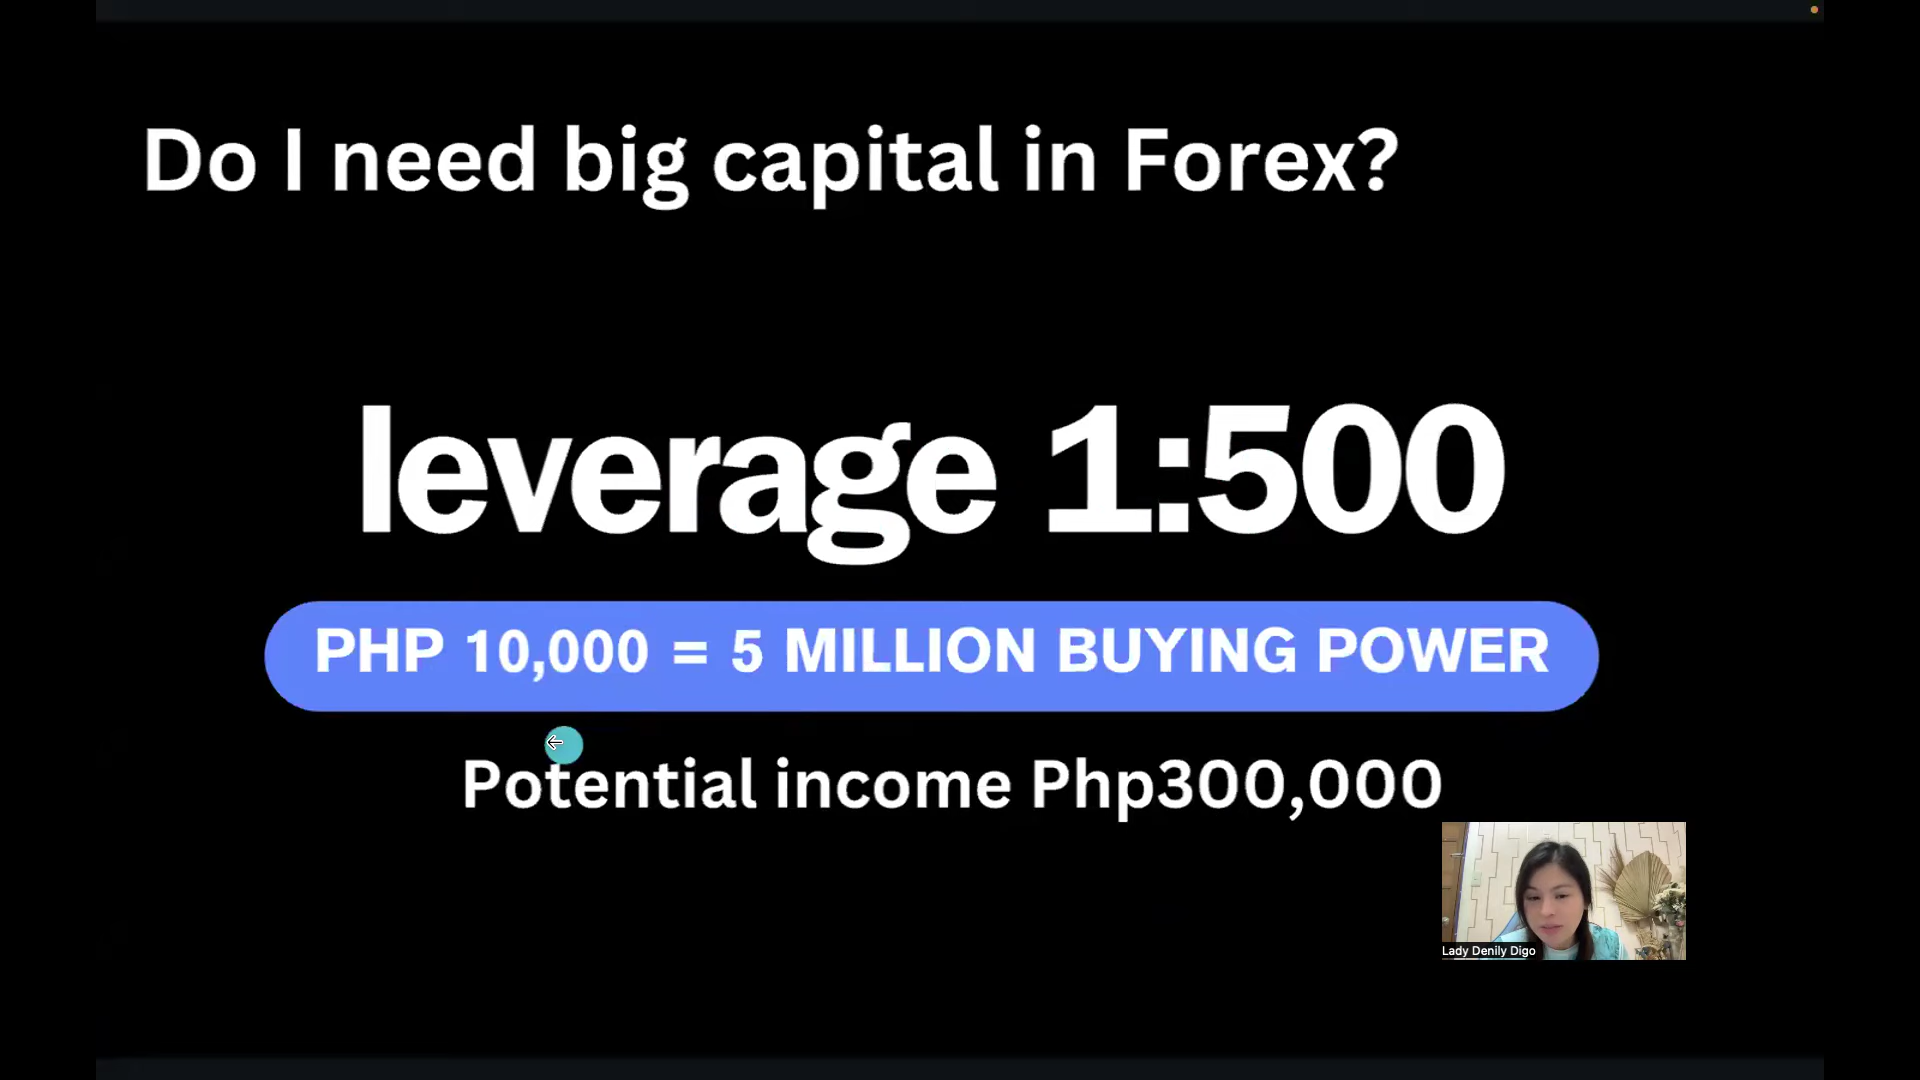 Do I need big capital in Forex?
leverage 1:500
PHP 10,000 = 5 MILLION BUYING POWER
Potential income Php300,000
Lady Denily Digo